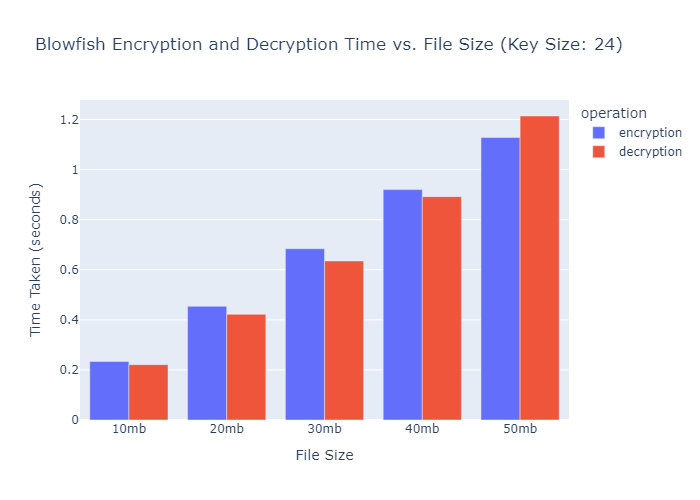 Blowfish Encryption and Decryption Time vs. File Size (Key Size: 24)
operation
encryption
decryption
Time Taken (seconds)
1.2
1
0.8
0.6
0.4
0.2
0
10mb 20mb 30mb 40mb 50mb
File Size